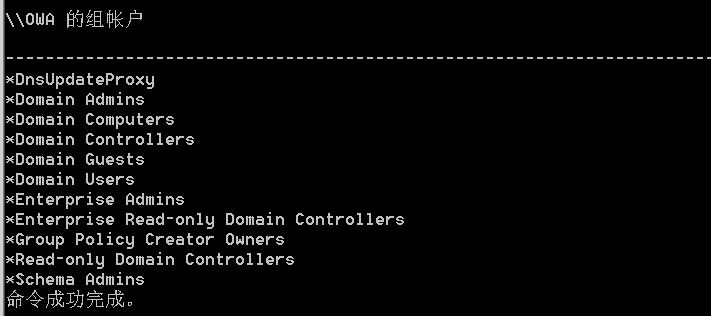 \\OWA 的组帐户
-------------------------------------------------------------------------------
*DnsUpdateProxy
*Domain Admins
*Domain Computers
*Domain Controllers
*Domain Guests
*Domain Users
*Enterprise Admins
*Enterprise Read-only Domain Controllers
*Group Policy Creator Owners
*Read-only Domain Controllers
*Schema Admins
命令成功完成。